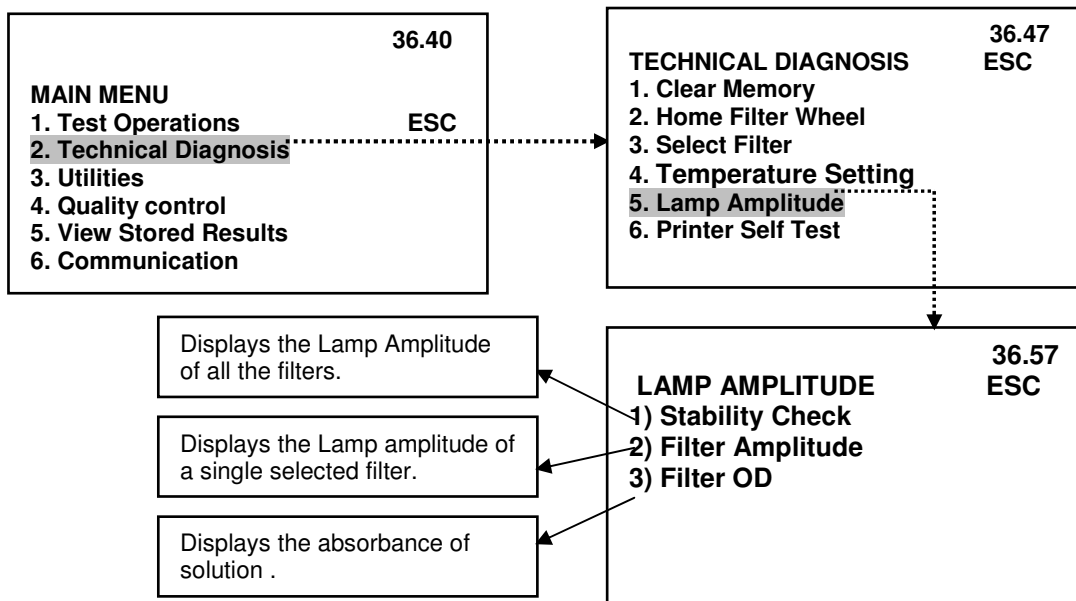 36.40
MAIN MENU
1. Test Operations ESC
2. Technical Diagnosis
3. Utilities
4. Quality control
5. View Stored Results
6. Communication
36.47
TECHNICAL DIAGNOSIS ESC
1. Clear Memory
2. Home Filter Wheel
3. Select Filter
4. Temperature Setting
5. Lamp Amplitude
6. Printer Self Test
36.57
LAMP AMPLITUDE ESC
1) Stability Check
2) Filter Amplitude
3) Filter OD
Displays the Lamp Amplitude
of all the filters.
Displays the Lamp amplitude of
a single selected filter.
Displays the absorbance of
solution .